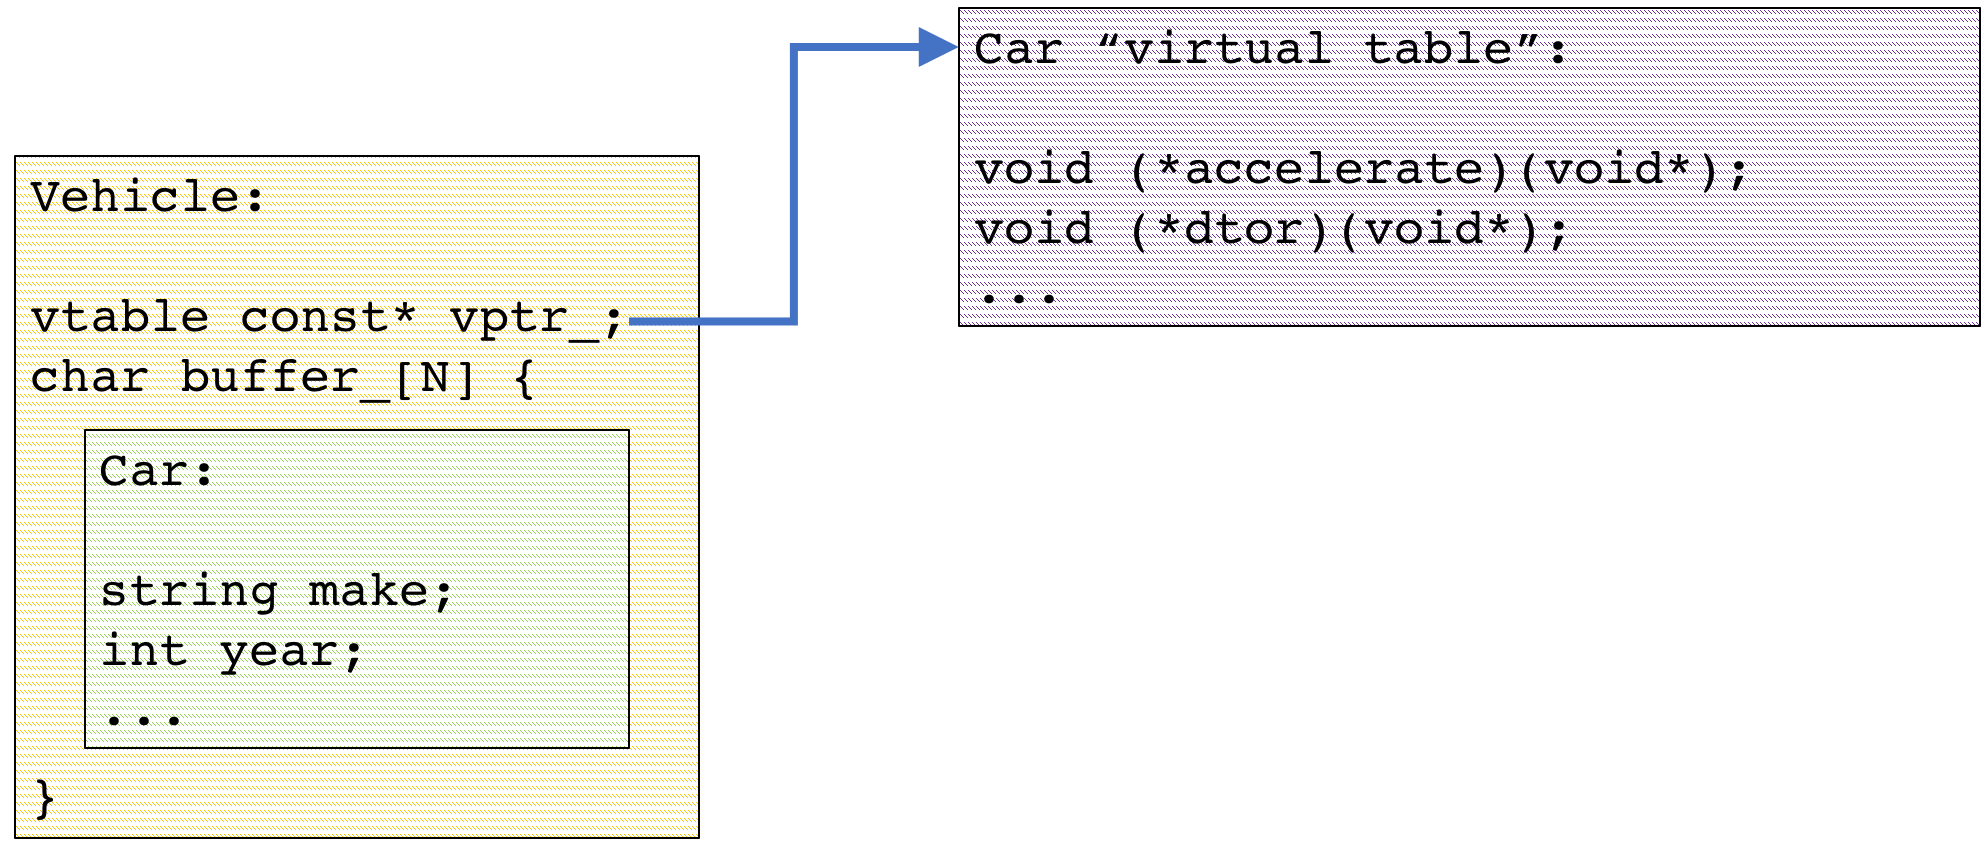 Car “virtual table”:
void (*accelerate)(void*);
void (*dtor)(void*);
...
Vehicle:
vtable const* vptr_;
char buffer_[N] {
Car:
string make;
int year;
...
}